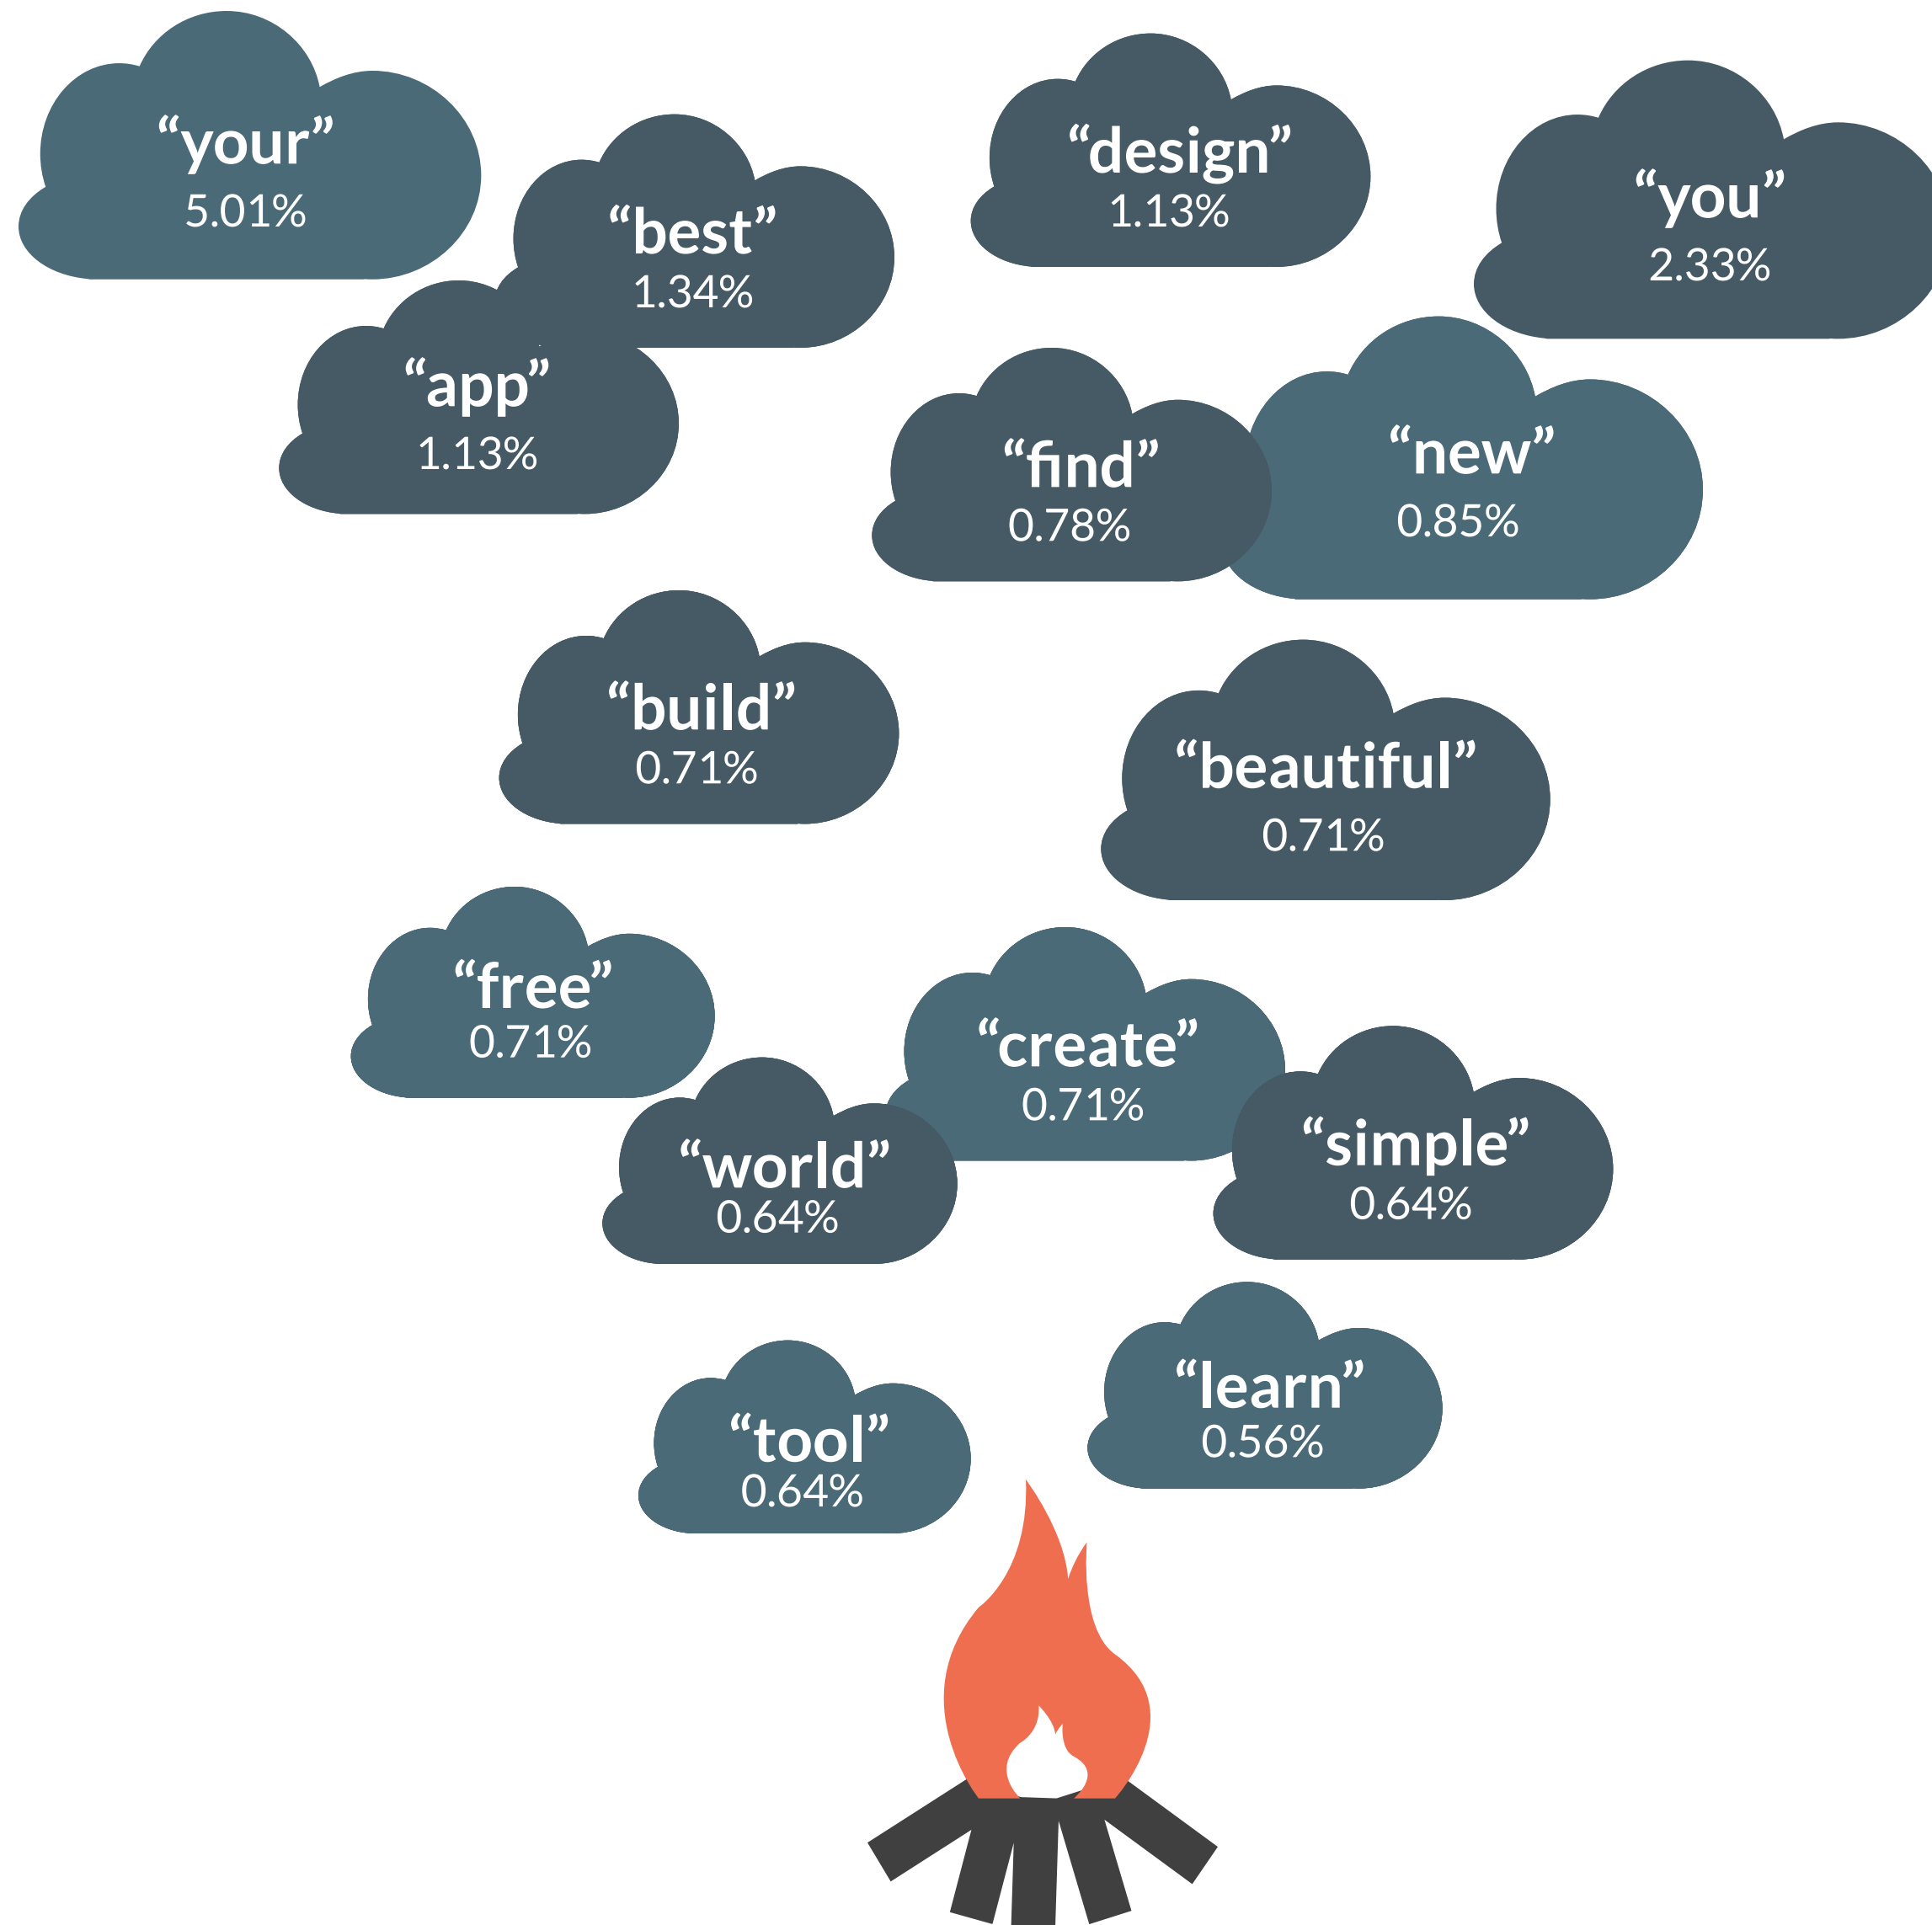 “your”
5.01%
“best”
1.34%
“design”
1.13%
“you”
2.33%
“app”
1.13%
“find”
0.78%
“new”
0.85%
“build”
0.71%
“beautiful”
0.71%
“free”
0.71%
“create”
0.71%
“world”
0.64%
“simple”
0.64%
“tool”
0.64%
“learn”
0.56%